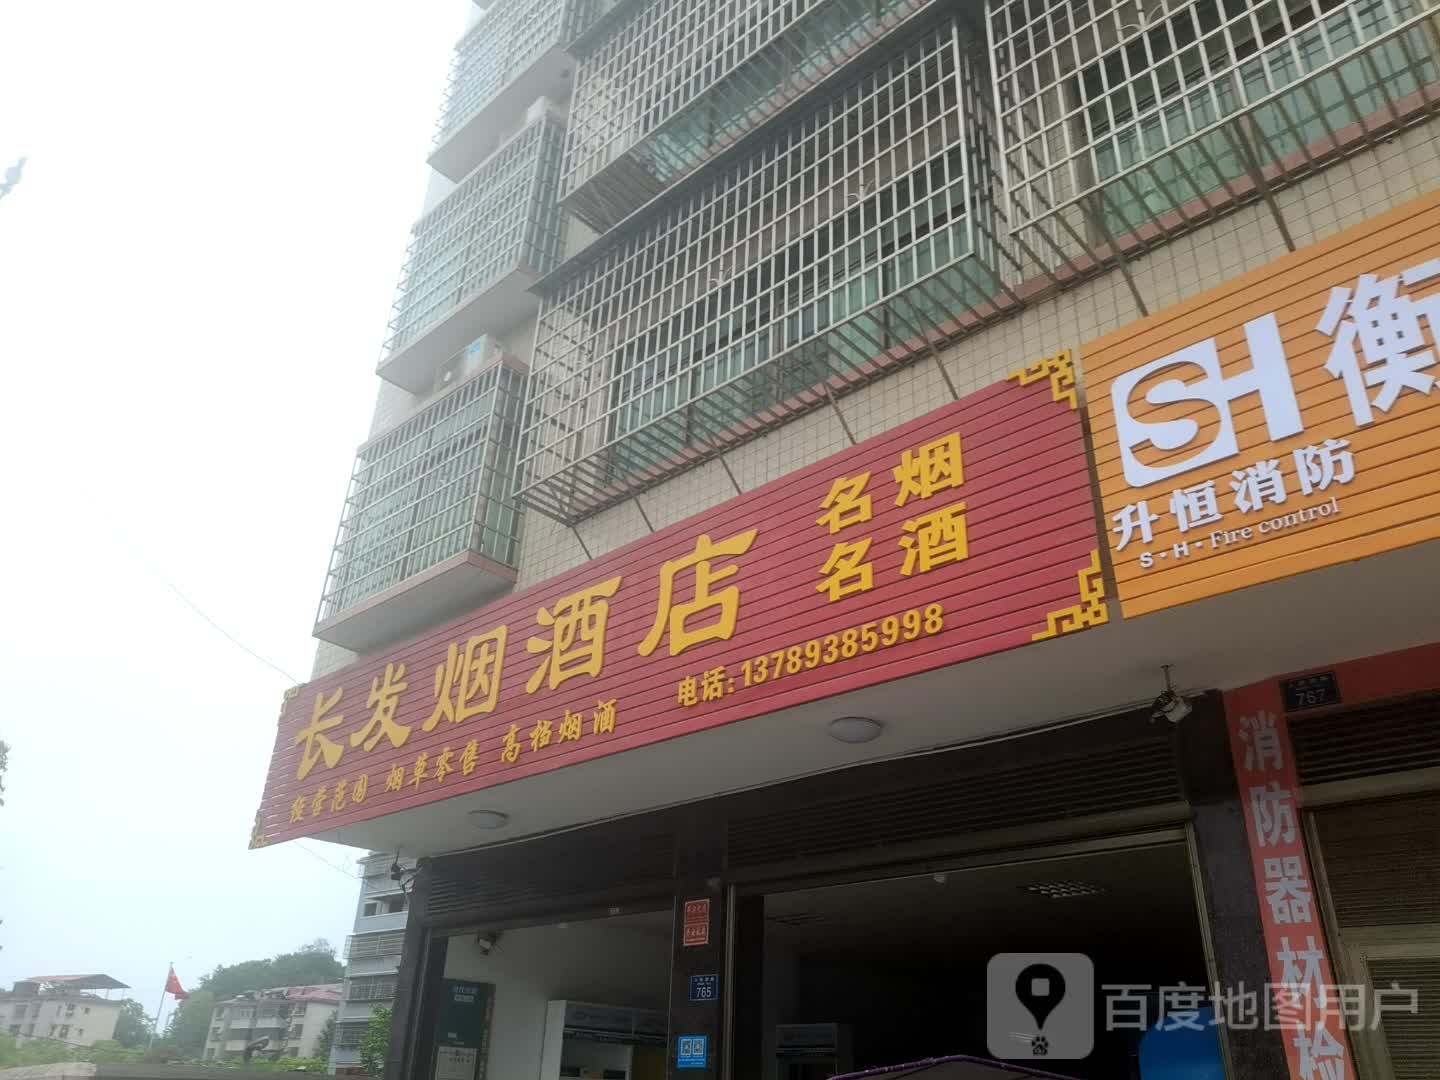 长发烟酒店
名烟
名酒
经营范围 烟草零售 高档烟酒
电话:13789385998
SH衡
升恒消防
S·H·Fire control
767
消防器材检
765
百度地图用户